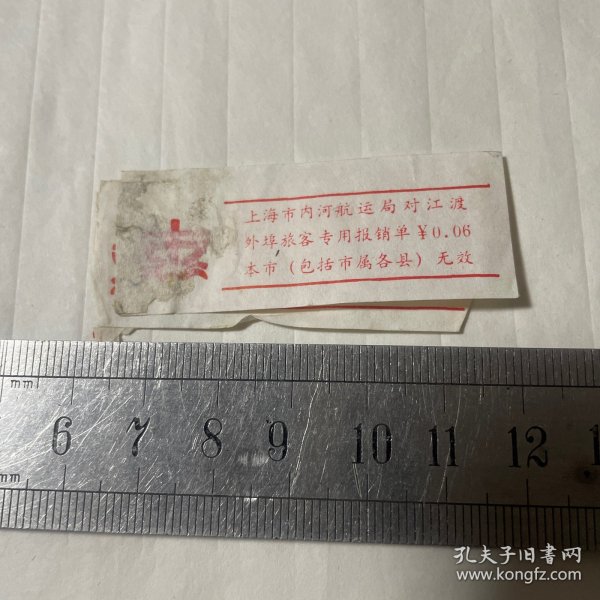 上海市内河航运局对江渡
外埠旅客专用报销单￥0.06
本市（包括市属各县）无效
mm
6 7 8 9 10 11 12 1
mm
孔夫子旧书网
www.kongfz.com